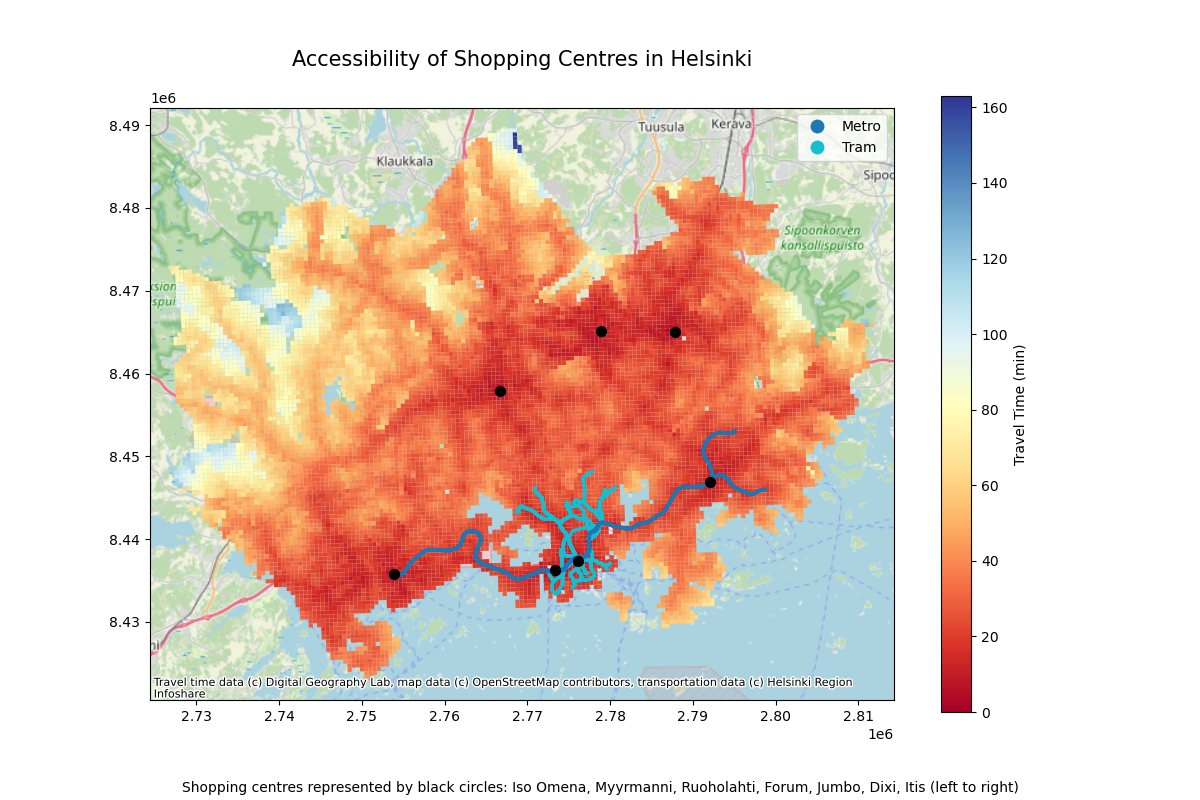 Accessibility of Shopping Centres in Helsinki
1e6
8.49
8.48
8.47
8.46
8.45
8.44
8.43
Klaukkala
Tuusula
Kerava
Sipoo
Sipoonkorven
kansallispuisto
Metro
Tram
Travel time data (c) Digital Geography Lab, map data (c) OpenStreetMap contributors, transportation data (c) Helsinki Region
Infoshare
2.73
2.74
2.75
2.76
2.77
2.78
2.79
2.80
2.81
1e6
160
140
120
100
80
60
40
20
0
Travel Time (min)
Shopping centres represented by black circles: Iso Omena, Myyrmanni, Ruoholahti, Forum, Jumbo, Dixi, Itis (left to right)